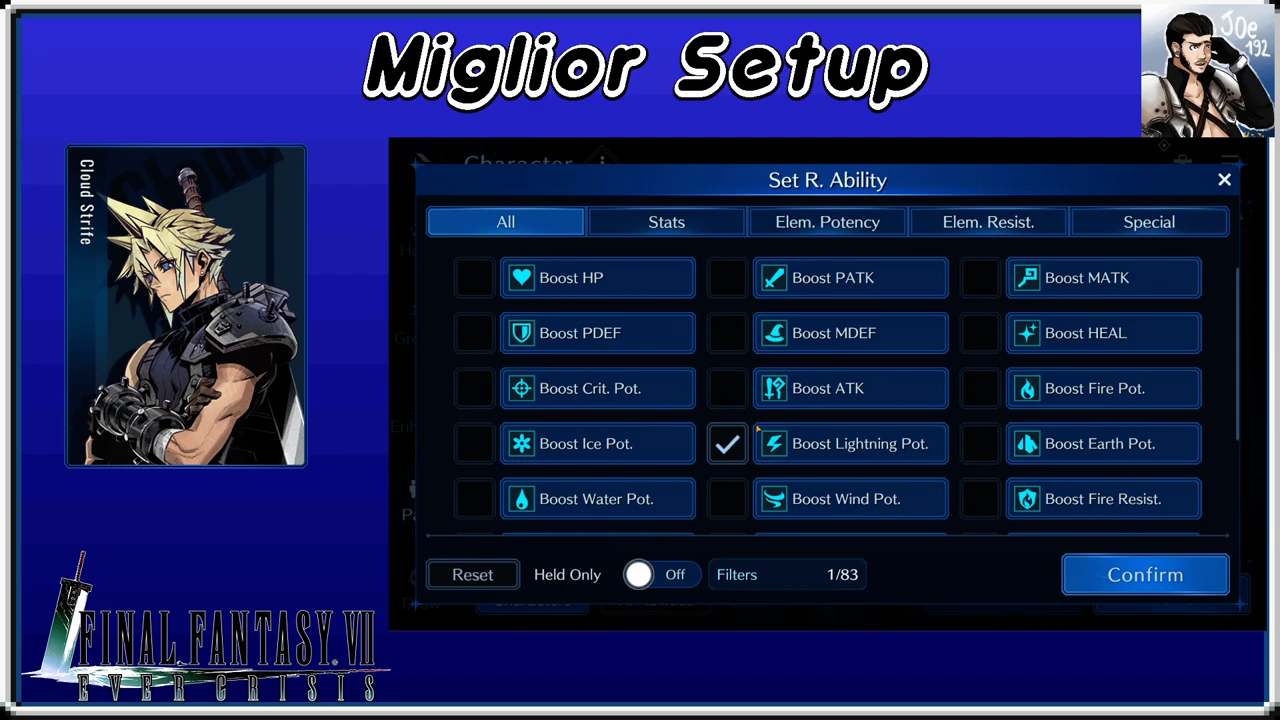 Miglior Setup
JOe
192
Cloud Strife
Character
Set R. Ability
All
Stats
Elem. Potency
Elem. Resist.
Special
Boost HP
Boost PATK
Boost MATK
Boost PDEF
Boost MDEF
Boost HEAL
Boost Crit. Pot.
Boost ATK
Boost Fire Pot.
Boost Ice Pot.
Boost Lightning Pot.
Boost Earth Pot.
Boost Water Pot.
Boost Wind Pot.
Boost Fire Resist.
Reset
Held Only
Off
Filters
1/83
Confirm
FINAL FANTASY VII
EVER CRISIS